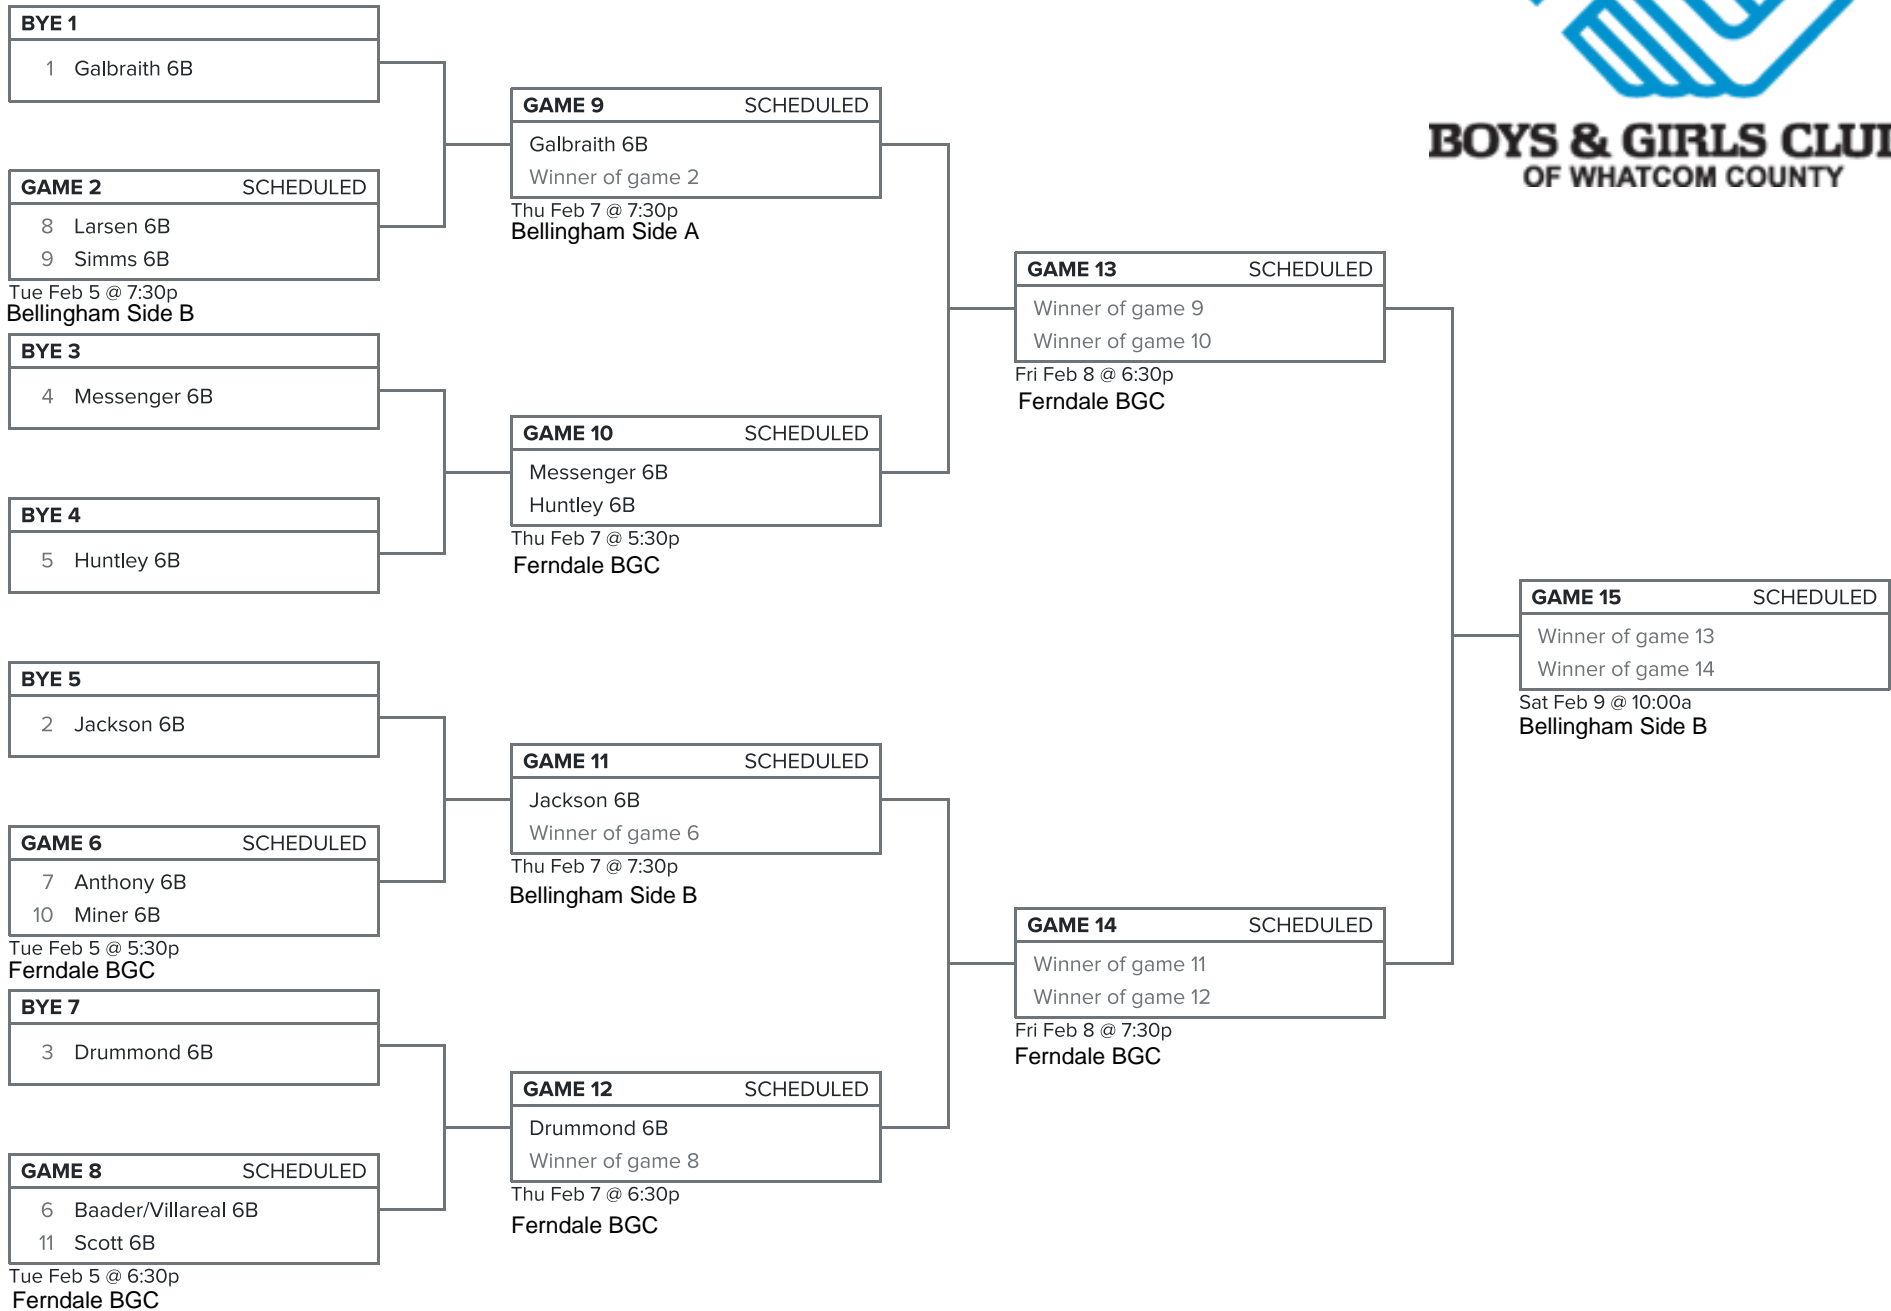 BYE 1
1 Galbraith 6B
GAME 2 SCHEDULED
8 Larsen 6B
9 Simms 6B
Tue Feb 5 @ 7:30p
Bellingham Side B
BYE 3
4 Messenger 6B
BYE 4
5 Huntley 6B
BYE 5
2 Jackson 6B
GAME 6 SCHEDULED
7 Anthony 6B
10 Miner 6B
Tue Feb 5 @ 5:30p
Ferndale BGC
BYE 7
3 Drummond 6B
GAME 8 SCHEDULED
6 Baader/Villareal 6B
11 Scott 6B
Tue Feb 5 @ 6:30p
Ferndale BGC
GAME 9 SCHEDULED
Galbraith 6B
Winner of game 2
Thu Feb 7 @ 7:30p
Bellingham Side A
GAME 10 SCHEDULED
Messenger 6B
Huntley 6B
Thu Feb 7 @ 5:30p
Ferndale BGC
GAME 11 SCHEDULED
Jackson 6B
Winner of game 6
Thu Feb 7 @ 7:30p
Bellingham Side B
GAME 12 SCHEDULED
Drummond 6B
Winner of game 8
Thu Feb 7 @ 6:30p
Ferndale BGC
GAME 13 SCHEDULED
Winner of game 9
Winner of game 10
Fri Feb 8 @ 6:30p
Ferndale BGC
GAME 14 SCHEDULED
Winner of game 11
Winner of game 12
Fri Feb 8 @ 7:30p
Ferndale BGC
BOYS & GIRLS CLU
OF WHATCOM COUNTY
GAME 15 SCHEDULED
Winner of game 13
Winner of game 14
Sat Feb 9 @ 10:00a
Bellingham Side B